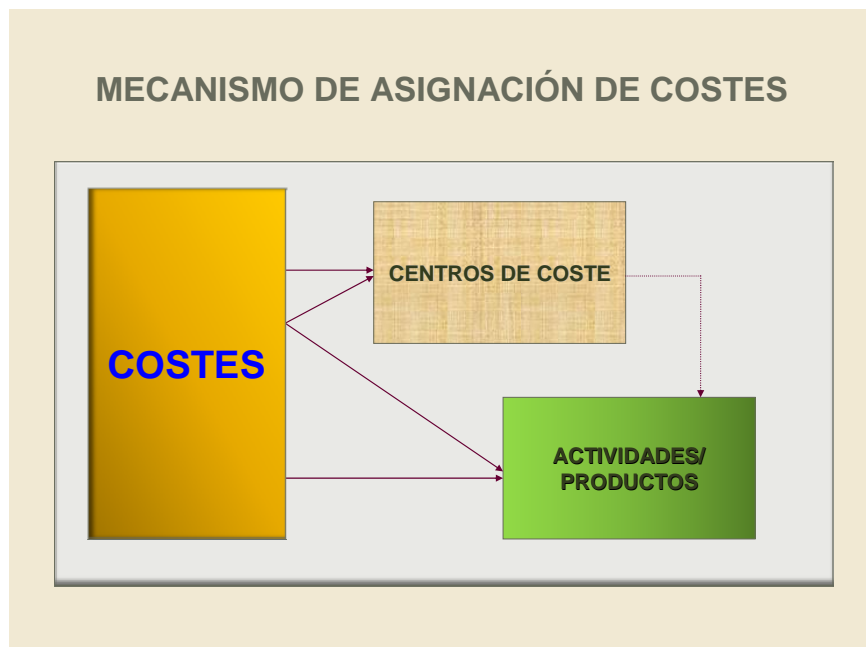 MECANISMO DE ASIGNACIÓN DE COSTES
CENTROS DE COSTE
COSTES
ACTIVIDADES/
PRODUCTOS